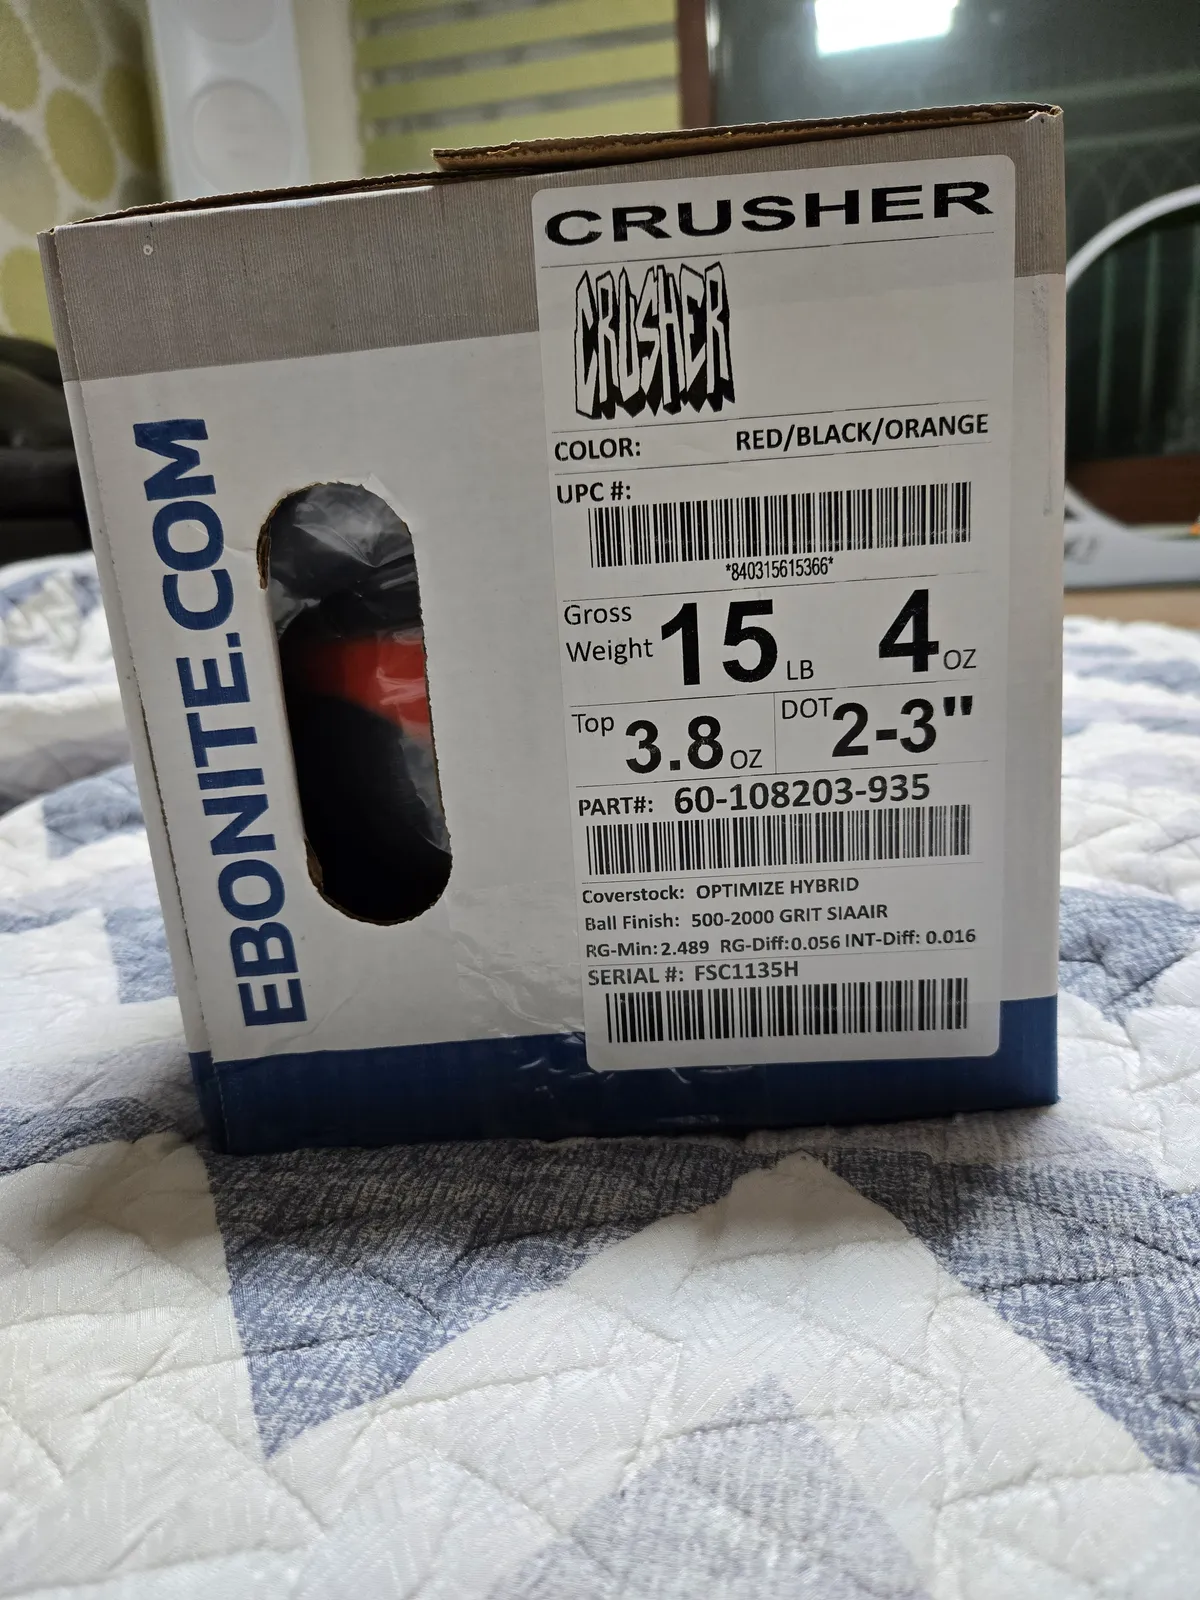 EBONITE.COM
CRUSHER
CRUSHER
COLOR: RED/BLACK/ORANGE
UPC #:
*840315615366*
Gross Weight 15 LB 4 OZ
Top 3.8 OZ DOT 2-3"
PART#: 60-108203-935
Coverstock: OPTIMIZE HYBRID
Ball Finish: 500-2000 GRIT SIAAIR
RG-Min: 2.489 RG-Diff: 0.056 INT-Diff: 0.016
SERIAL #: FSC1135H